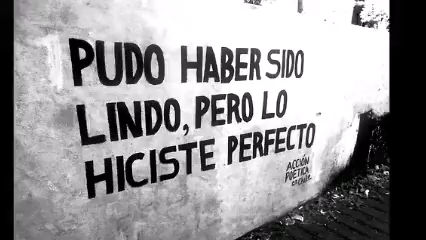 PUDO HABER SIDO
LINDO, PERO LO
HICISTE PERFECTO
ACCIÓN
POÉTICA